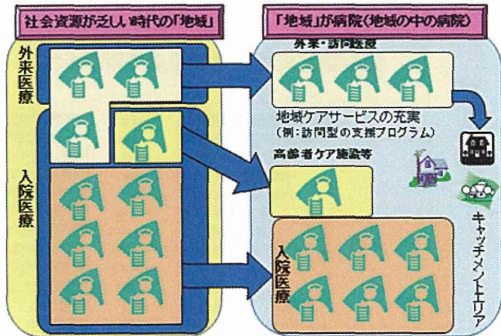 社会資源が乏しい時代の「地域」
「地域」が病院(地域の中の病院)
外来医療
入院医療
外来・訪問医療
地域ケアサービスの充実
(例:訪問型の支援プログラム)
高齢者ケア施設等
入院医療
キャッチメントエリア